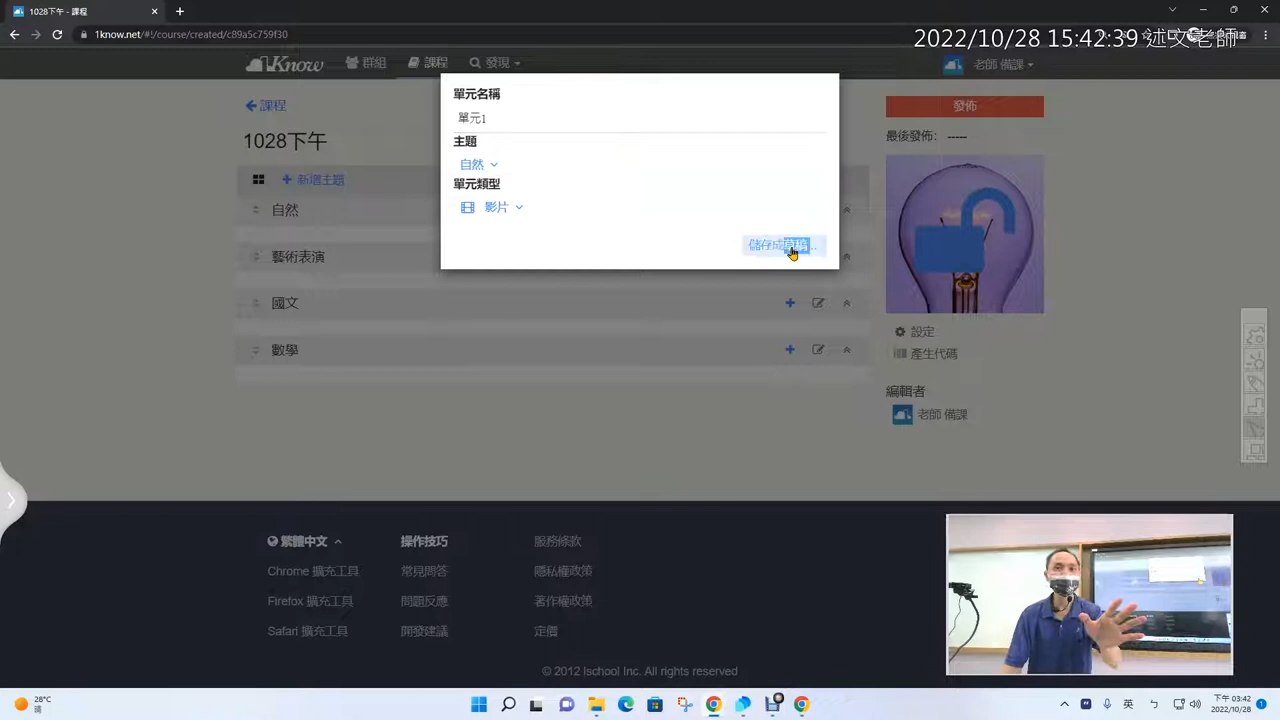 1028下午 - 課程
1know.net/#!/course/created/c89a5c759f30
2022/10/28 15:42:39 述文老師
1Know 群組 課程 發現 老師 備課
課程
1028下午
新增主題
自然
藝術表演
國文
數學
單元名稱
單元1
主題
自然
單元類型
影片
儲存成草稿...
發佈
最後發佈: -----
設定
產生代碼
編輯者
老師 備課
繁體中文 操作技巧 服務條款
Chrome 擴充工具 常見問答 隱私權政策
Firefox 擴充工具 問題反應 著作權政策
Safari 擴充工具 開發建議 定價
© 2012 Ischool Inc. All rights reserved
28°C
晴
英
下午 03:42
2022/10/28